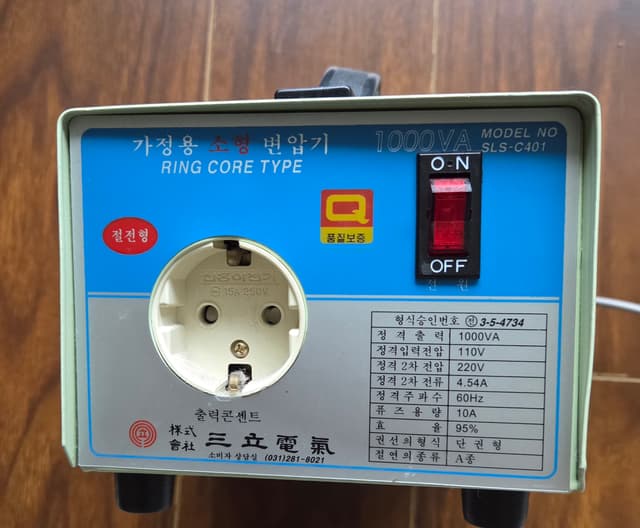 가정용 소형 변압기
RING CORE TYPE
1000VA
MODEL NO
SLS-C401
절전형
Q
품질보증
O·N
OFF
전 원
15A 250V
출력콘센트
株式
會社 三立電氣
소비자 상담실 (031)281-8021
형식승인번호 전 3-5-4734
정격출력 1000VA
정격입력전압 110V
정격2차전압 220V
정격2차전류 4.54A
정격주파수 60Hz
퓨즈용량 10A
효율 95%
권선의형식 단권형
절연의종류 A종